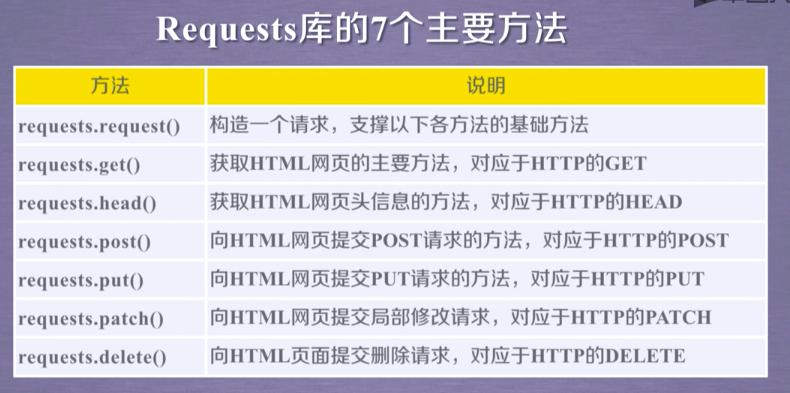 Requests库的7个主要方法
方法 说明
requests.request() 构造一个请求，支撑以下各方法的基础方法
requests.get() 获取HTML网页的主要方法，对应于HTTP的GET
requests.head() 获取HTML网页头信息的方法，对应于HTTP的HEAD
requests.post() 向HTML网页提交POST请求的方法，对应于HTTP的POST
requests.put() 向HTML网页提交PUT请求的方法，对应于HTTP的PUT
requests.patch() 向HTML网页提交局部修改请求，对应于HTTP的PATCH
requests.delete() 向HTML页面提交删除请求，对应于HTTP的DELETE